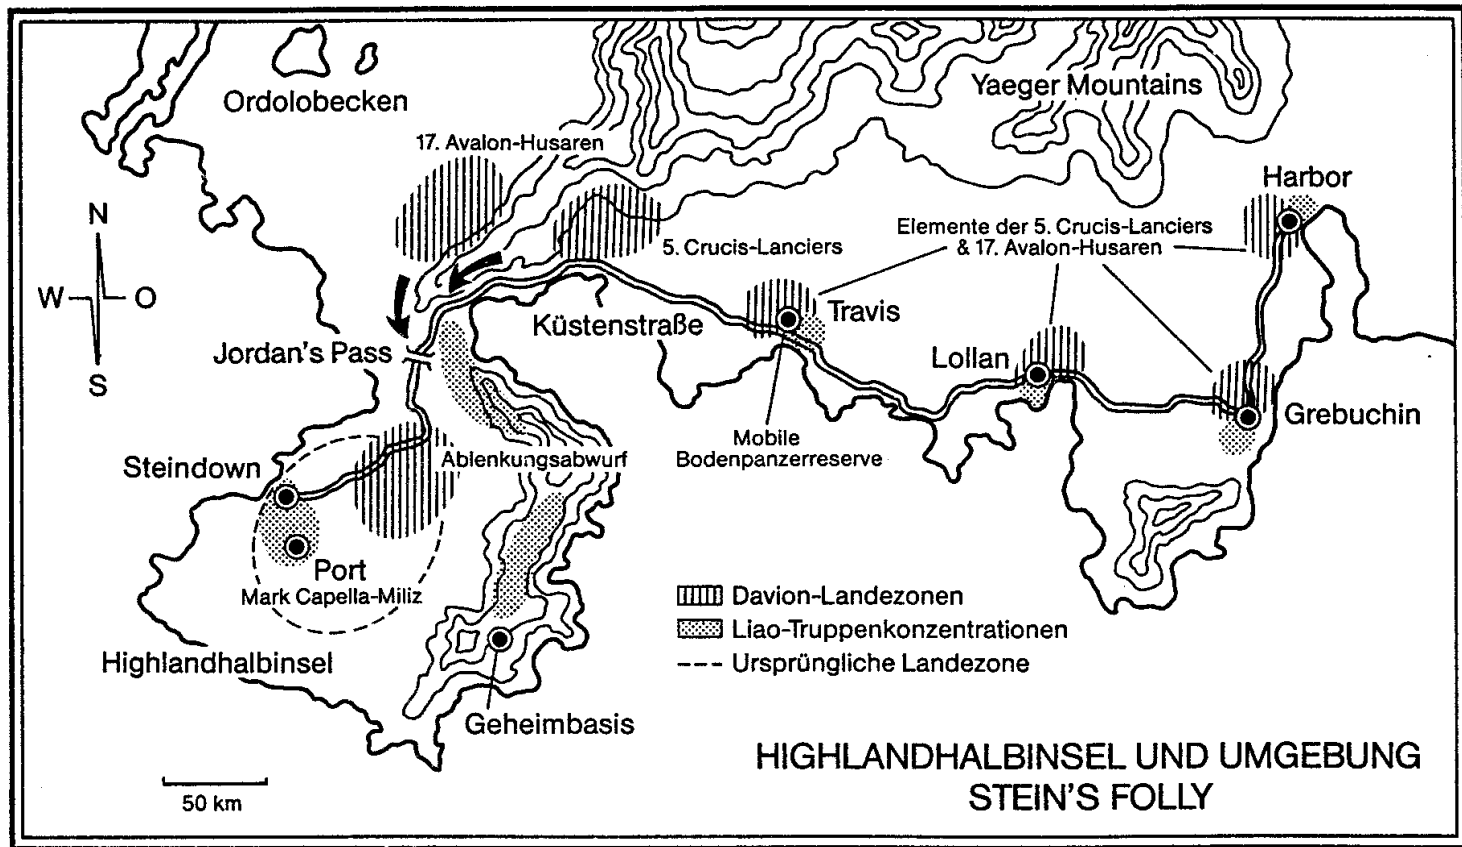 Ordolobecken
Yaeger Mountains
17. Avalon-Husaren
Harbor
N
W
O
S
5. Crucis-Lanciers
Elemente der 5. Crucis-Lanciers
& 17. Avalon-Husaren
Küstenstraße
Travis
Jordan's Pass
Lollan
Grebuchin
Mobile
Bodenpanzerreserve
Steindown
Ablenkungsabwurf
Port
Mark Capella-Miliz
Davion-Landezonen
Liao-Truppenkonzentrationen
Ursprüngliche Landezone
Highlandhalbinsel
Geheimbasis
50 km
HIGHLANDHALBINSEL UND UMGEBUNG
STEIN'S FOLLY